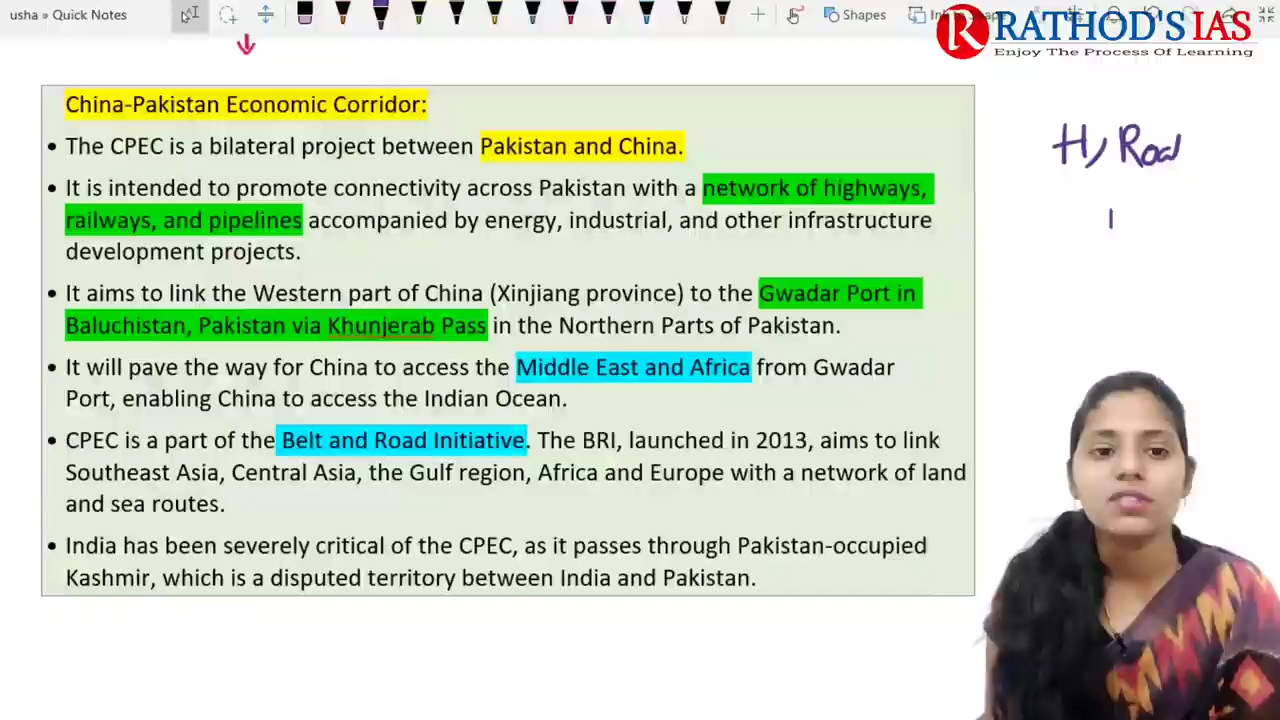 usha » Quick Notes
Shapes
RATHOD'S IAS
Enjoy The Process Of Learning
China-Pakistan Economic Corridor:
• The CPEC is a bilateral project between Pakistan and China.
• It is intended to promote connectivity across Pakistan with a network of highways,
railways, and pipelines accompanied by energy, industrial, and other infrastructure
development projects.
• It aims to link the Western part of China (Xinjiang province) to the Gwadar Port in
Baluchistan, Pakistan via Khunjerab Pass in the Northern Parts of Pakistan.
• It will pave the way for China to access the Middle East and Africa from Gwadar
Port, enabling China to access the Indian Ocean.
• CPEC is a part of the Belt and Road Initiative. The BRI, launched in 2013, aims to link
Southeast Asia, Central Asia, the Gulf region, Africa and Europe with a network of land
and sea routes.
• India has been severely critical of the CPEC, as it passes through Pakistan-occupied
Kashmir, which is a disputed territory between India and Pakistan.
H, Road